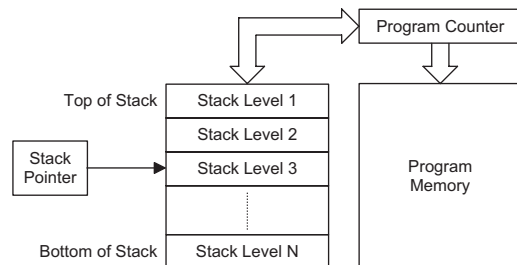 Program Counter
Top of Stack
Stack Level 1
Stack Level 2
Stack
Pointer
Stack Level 3
Program
Memory
Bottom of Stack
Stack Level N